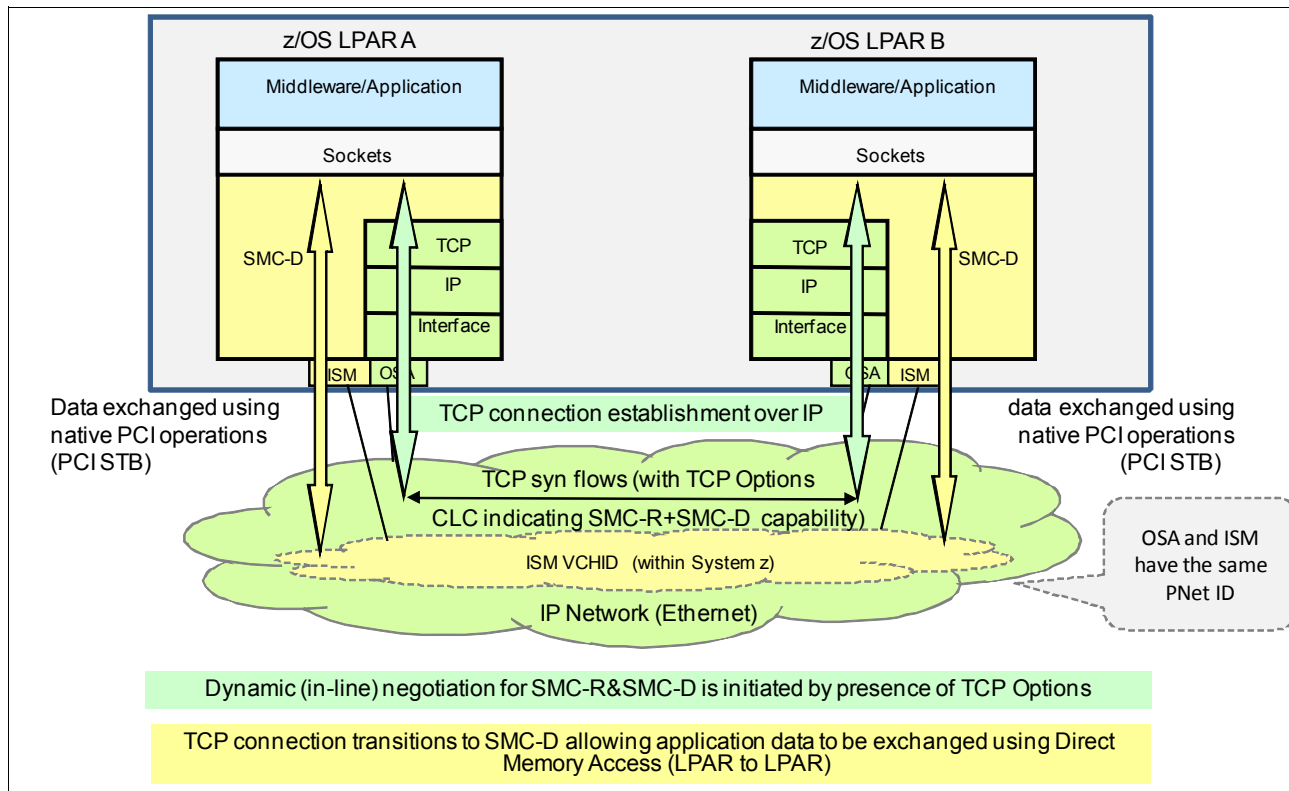 z/OS LPAR A
z/OS LPAR B
Middleware/Application
Middleware/Application
Sockets
Sockets
SMC-D
TCP
IP
Interface
TCP
IP
Interface
SMC-D
ISM
OSA
OSA
ISM
Data exchanged using
native PCI operations
(PCI STB)
TCP connection establishment over IP
data exchanged using
native PCI operations
(PCI STB)
TCP syn flows (with TCP Options
CLC indicating SMC-R+SMC-D capability)
ISM VCHID (within System z)
IP Network (Ethernet)
OSA and ISM
have the same
PNet ID
Dynamic (in-line) negotiation for SMC-R&SMC-D is initiated by presence of TCP Options
TCP connection transitions to SMC-D allowing application data to be exchanged using Direct
Memory Access (LPAR to LPAR)